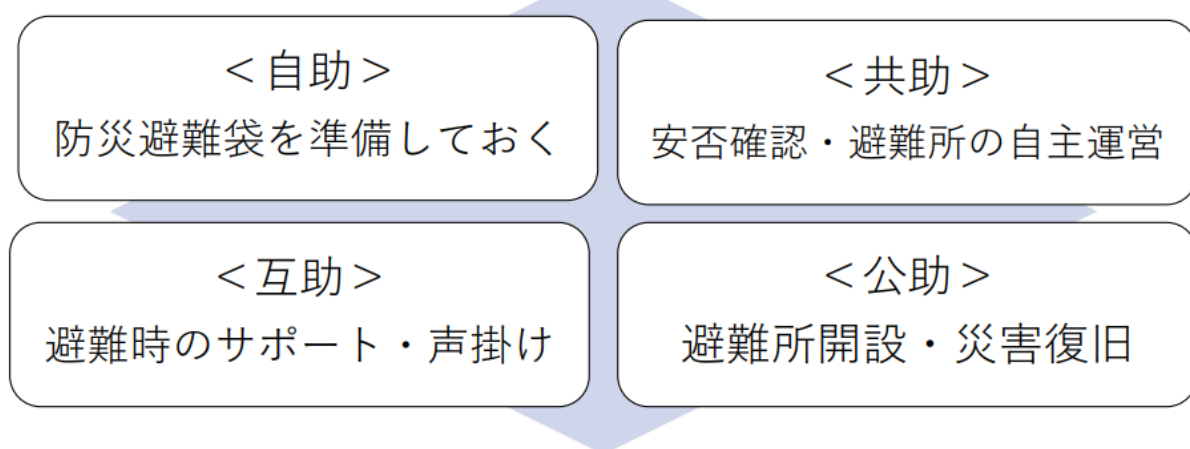 ＜自助＞
防災避難袋を準備しておく
＜共助＞
安否確認・避難所の自主運営
＜互助＞
避難時のサポート・声掛け
＜公助＞
避難所開設・災害復旧